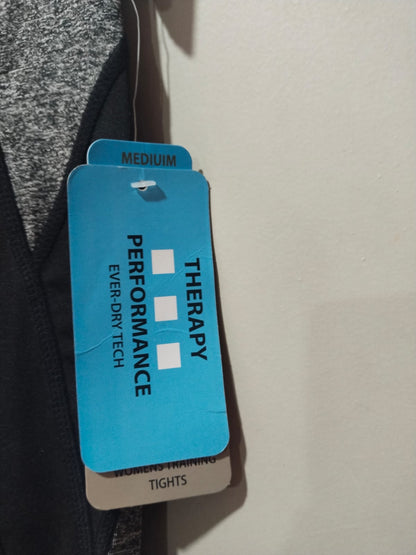 MEDIUIM
THERAPY
PERFORMANCE
EVER-DRY TECH
WOMENS TRAINING
TIGHTS